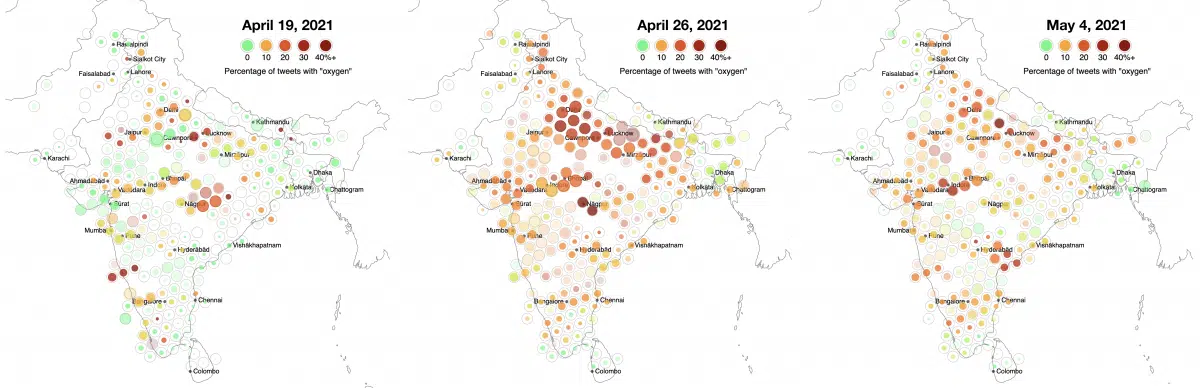 April 19, 2021
0 10 20 30 40%+
Percentage of tweets with "oxygen"
Rawalpindi
Sialkot City
Faisalabad
Lahore
Delhi
Kathmandu
Jaipur
Cawnpore
Lucknow
Mirzapur
Karachi
Dhaka
Ahmadabad
Bhopal
Vadodara
Indore
Kolkata
Chattogram
Sūrat
Nāgpur
Mumbai
Pune
Hyderābād
Vishākhapatnam
Bangalore
Chennai
Colombo
April 26, 2021
0 10 20 30 40%+
Percentage of tweets with "oxygen"
Rawalpindi
Sialkot City
Faisalabad
Lahore
Delhi
Kathmandu
Jaipur
Cawnpore
Lucknow
Mirzapur
Karachi
Dhaka
Ahmadābād
Bhopal
Vadodara
Indore
Kolkata
Chattogram
Sūrat
Nāgpur
Mumbai
Pune
Hyderābād
Vishākhapatnam
Bangalore
Chennai
Colombo
May 4, 2021
0 10 20 30 40%+
Percentage of tweets with "oxygen"
Rawalpindi
Sialkot City
Faisalabad
Lahore
Delhi
Kathmandu
Jaipur
Cawnpore
Lucknow
Mirzapur
Karachi
Dhaka
Ahmadābād
Bhopal
Vadodara
Indore
Kolkata
Chattogram
Sūrat
Nāgpur
Mumbai
Pune
Hyderābād
Vishākhapatnam
Bangalore
Chennai
Colombo